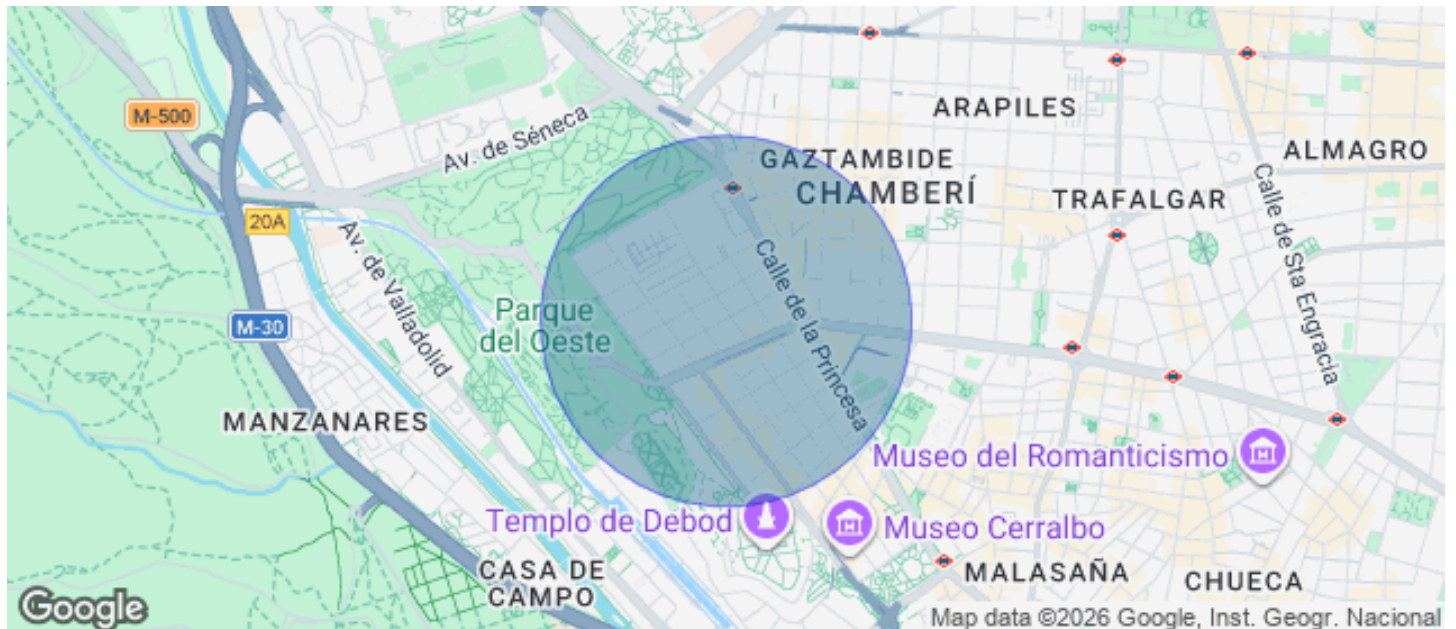 M-500
Av. de Séneca
ARAPILES
GAZTAMBIDE
CHAMBERÍ
ALMAGRO
TRAFALGAR
20A
Av. de Valladolid
Calle de la Princesa
Calle de Sta Engracia
Parque
del Oeste
M-30
MANZANARES
Museo del Romanticismo
Templo de Debod
Museo Cerralbo
CASA DE
CAMPO
MALASAÑA
CHUECA
Google
Map data ©2026 Google, Inst. Geogr. Nacional